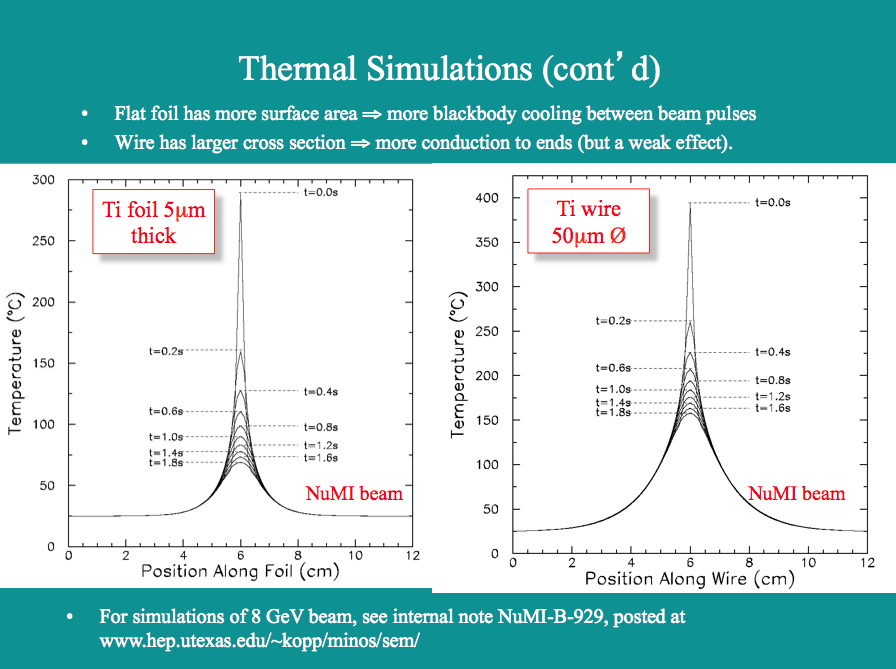 Thermal Simulations (cont’d)
• Flat foil has more surface area ⇒ more blackbody cooling between beam pulses
• Wire has larger cross section ⇒ more conduction to ends (but a weak effect).
Ti foil 5μm
thick
300
250
200
150
100
50
0
Temperature (°C)
t=0.0s
t=0.2s
t=0.4s
t=0.6s
t=0.8s
t=1.0s
t=1.2s
t=1.4s
t=1.6s
t=1.8s
NuMI beam
0 2 4 6 8 10 12
Position Along Foil (cm)
Ti wire
50μm Ø
400
350
300
250
200
150
100
50
0
Temperature (°C)
t=0.0s
t=0.2s
t=0.4s
t=0.6s
t=0.8s
t=1.0s
t=1.2s
t=1.4s
t=1.6s
t=1.8s
NuMI beam
0 2 4 6 8 10 12
Position Along Wire (cm)
• For simulations of 8 GeV beam, see internal note NuMI-B-929, posted at
www.hep.utexas.edu/~kopp/minos/sem/